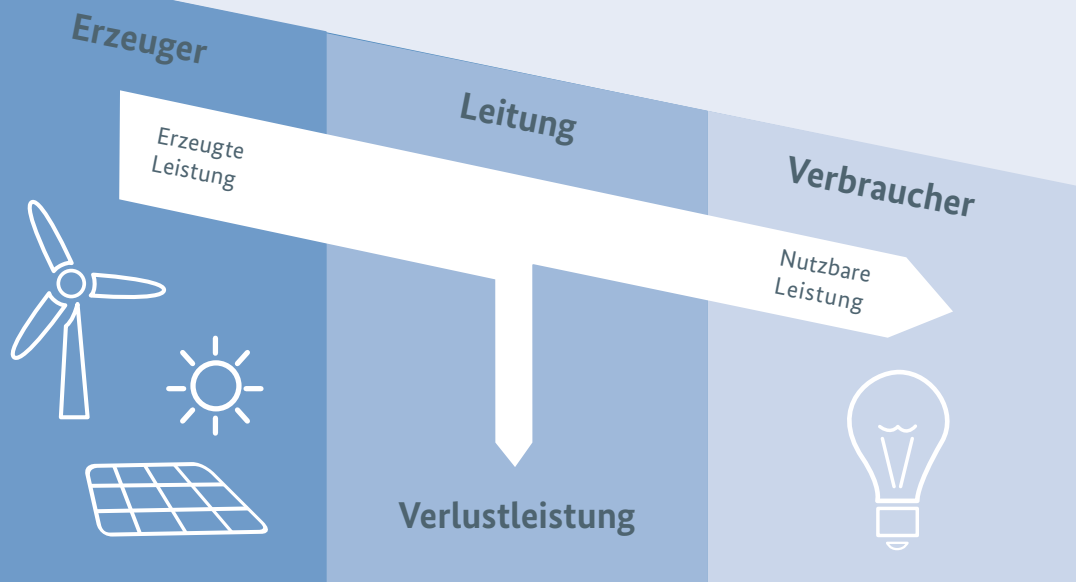 Erzeuger
Leitung
Verbraucher
Erzeugte
Leistung
Nutzbare
Leistung
Verlustleistung